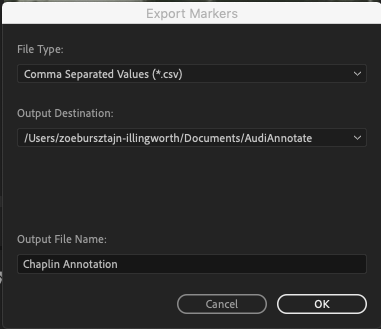 Export Markers
File Type:
Comma Separated Values (*.csv)
Output Destination:
/Users/zoebursztajn-illingworth/Documents/AudiAnnotate
Output File Name:
Chaplin Annotation
Cancel
OK